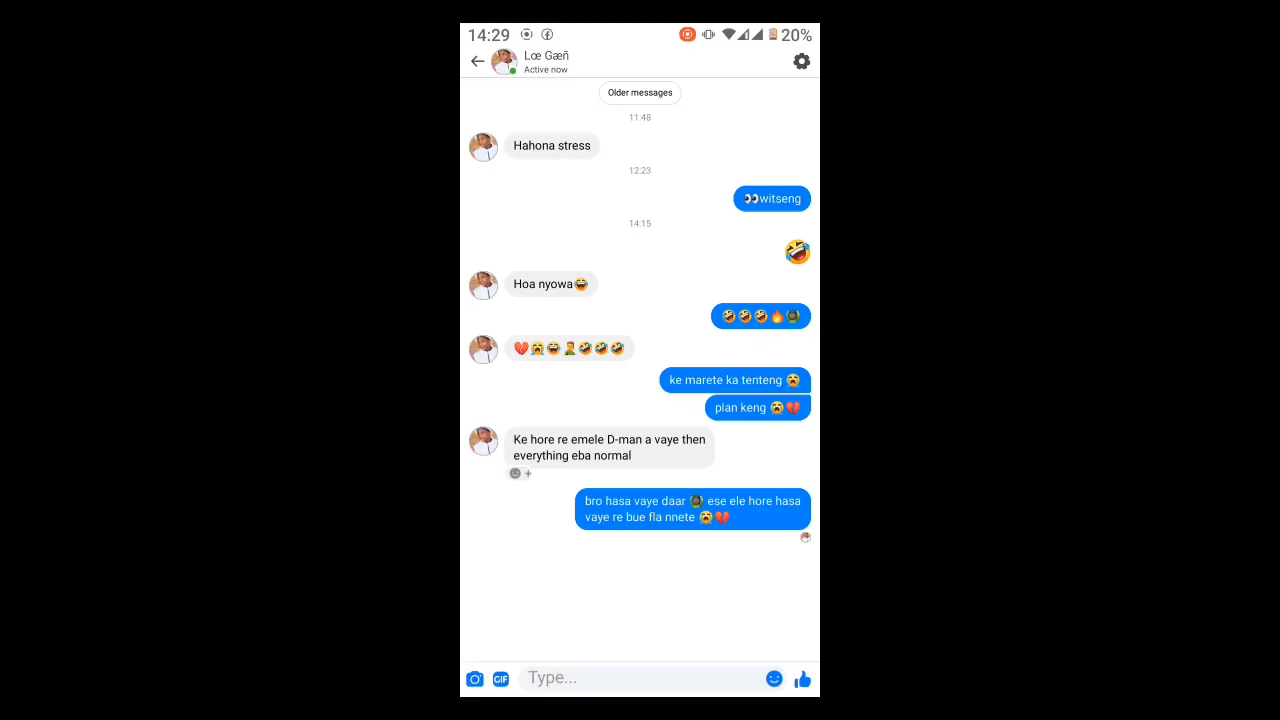 14:29
20%
Lœ Gæñ
Active now
Older messages
11:48
Hahona stress
12:23
👀witseng
14:15
🤣
Hoa nyowa😂
🤣🤣🤣🔥
💔😭😂🤦🤣🤣🤣
ke marete ka tenteng 😭
plan keng 😭💔
Ke hore re emele D-man a vaye then
everything eba normal
bro hasa vaye daar ese ele hore hasa
vaye re bue fla nnete 😭💔
GIF
Type...